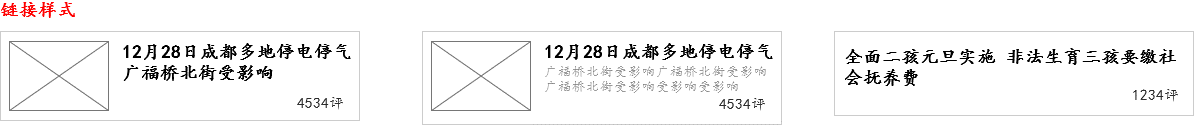 链接样式
12月28日成都多地停电停气
广福桥北街受影响
4534评
12月28日成都多地停电停气
广福桥北街受影响广福桥北街受影响
广福桥北街受影响受影响受影响
4534评
全面二孩元旦实施 非法生育三孩要缴社
会抚养费
1234评